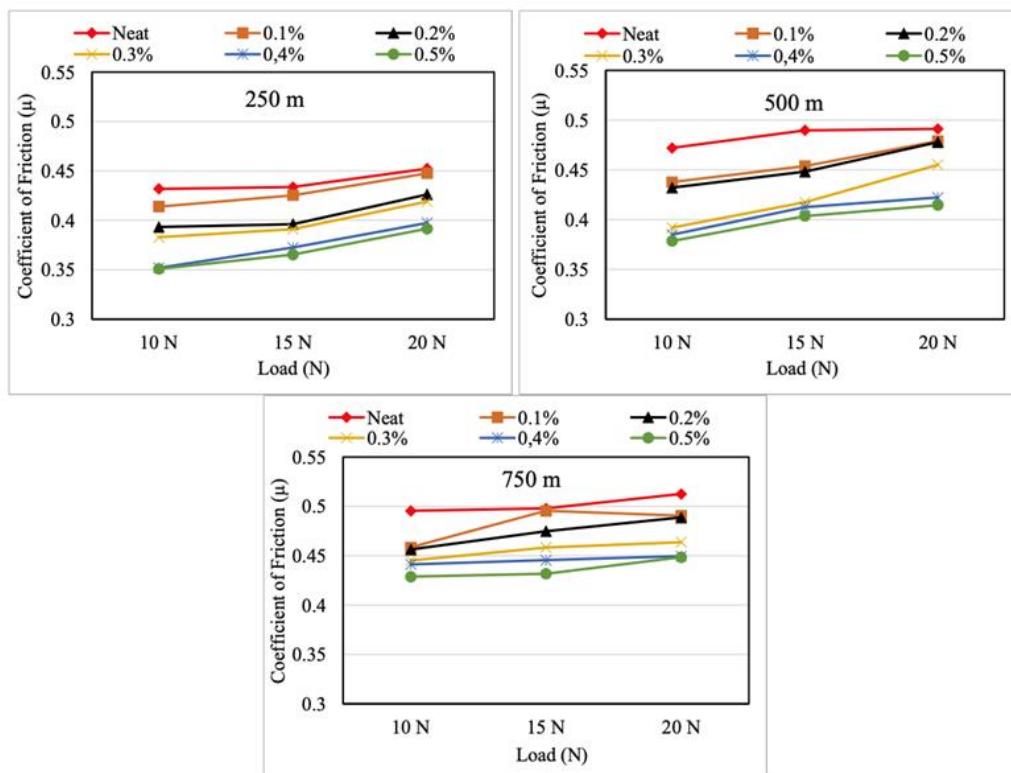 Neat 0.1% 0.2%
0.3% 0,4% 0.5%
0.55
0.5
0.45
0.4
0.35
0.3
250 m
Coefficient of Friction (μ)
10 N 15 N 20 N
Load (N)
Neat 0.1% 0.2%
0.3% 0,4% 0.5%
0.55
0.5
0.45
0.4
0.35
0.3
500 m
Coefficient of Friction (μ)
10 N 15 N 20 N
Load (N)
Neat 0.1% 0.2%
0.3% 0,4% 0.5%
0.55
0.5
0.45
0.4
0.35
0.3
750 m
Coefficient of Friction (μ)
10 N 15 N 20 N
Load (N)